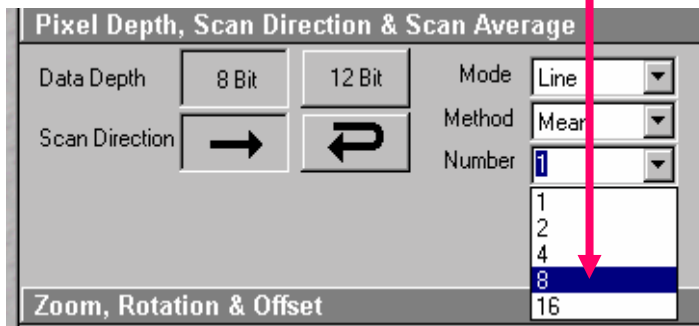 Pixel Depth, Scan Direction & Scan Average
Data Depth 8 Bit 12 Bit Mode Line
Method Mean
Scan Direction
Number 1
1
2
4
8
16
Zoom, Rotation & Offset